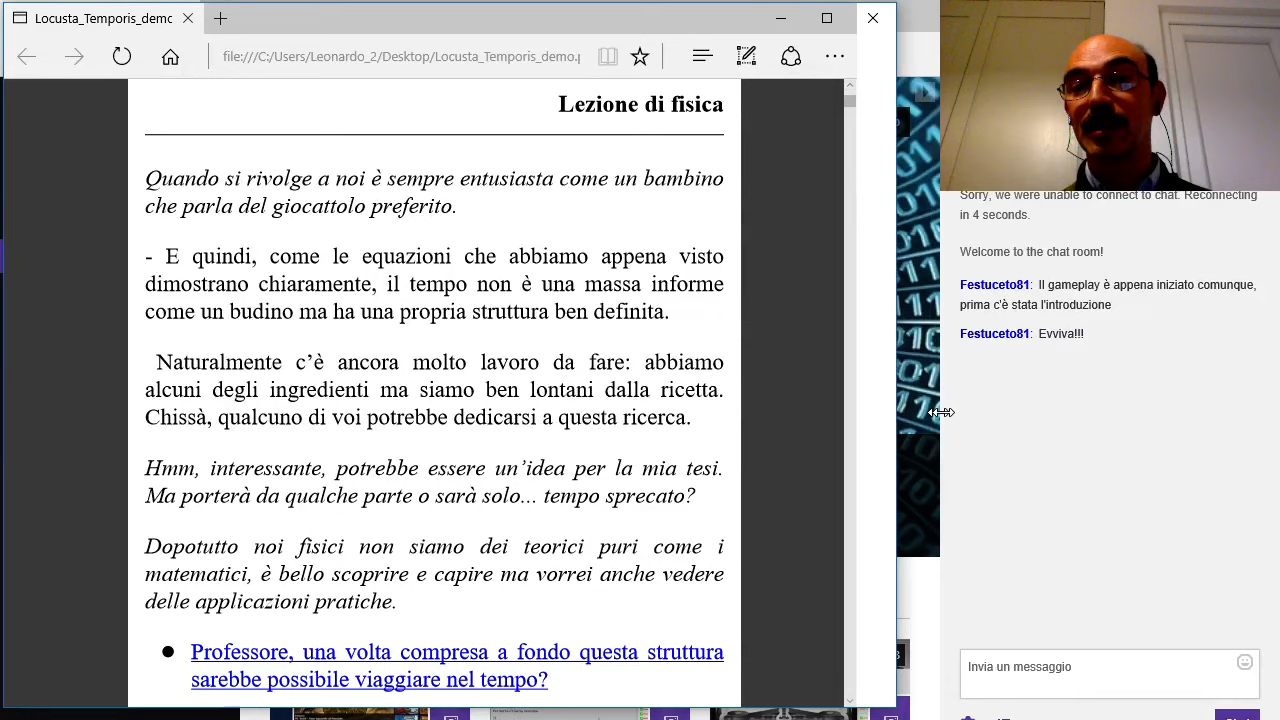 Locusta_Temporis_demo
file:///C:/Users/Leonardo_2/Desktop/Locusta_Temporis_demo.p
Lezione di fisica
Quando si rivolge a noi è sempre entusiasta come un bambino
che parla del giocattolo preferito.
- E quindi, come le equazioni che abbiamo appena visto
dimostrano chiaramente, il tempo non è una massa informe
come un budino ma ha una propria struttura ben definita.
Naturalmente c’è ancora molto lavoro da fare: abbiamo
alcuni degli ingredienti ma siamo ben lontani dalla ricetta.
Chissà, qualcuno di voi potrebbe dedicarsi a questa ricerca.
Hmm, interessante, potrebbe essere un’idea per la mia tesi.
Ma porterà da qualche parte o sarà solo... tempo sprecato?
Dopotutto noi fisici non siamo dei teorici puri come i
matematici, è bello scoprire e capire ma vorrei anche vedere
delle applicazioni pratiche.
● Professore, una volta compresa a fondo questa struttura
sarebbe possibile viaggiare nel tempo?
Sorry, we were unable to connect to chat. Reconnecting
in 4 seconds.
Welcome to the chat room!
Festuceto81: Il gameplay è appena iniziato comunque,
prima c'è stata l'introduzione
Festuceto81: Evviva!!!
Invia un messaggio